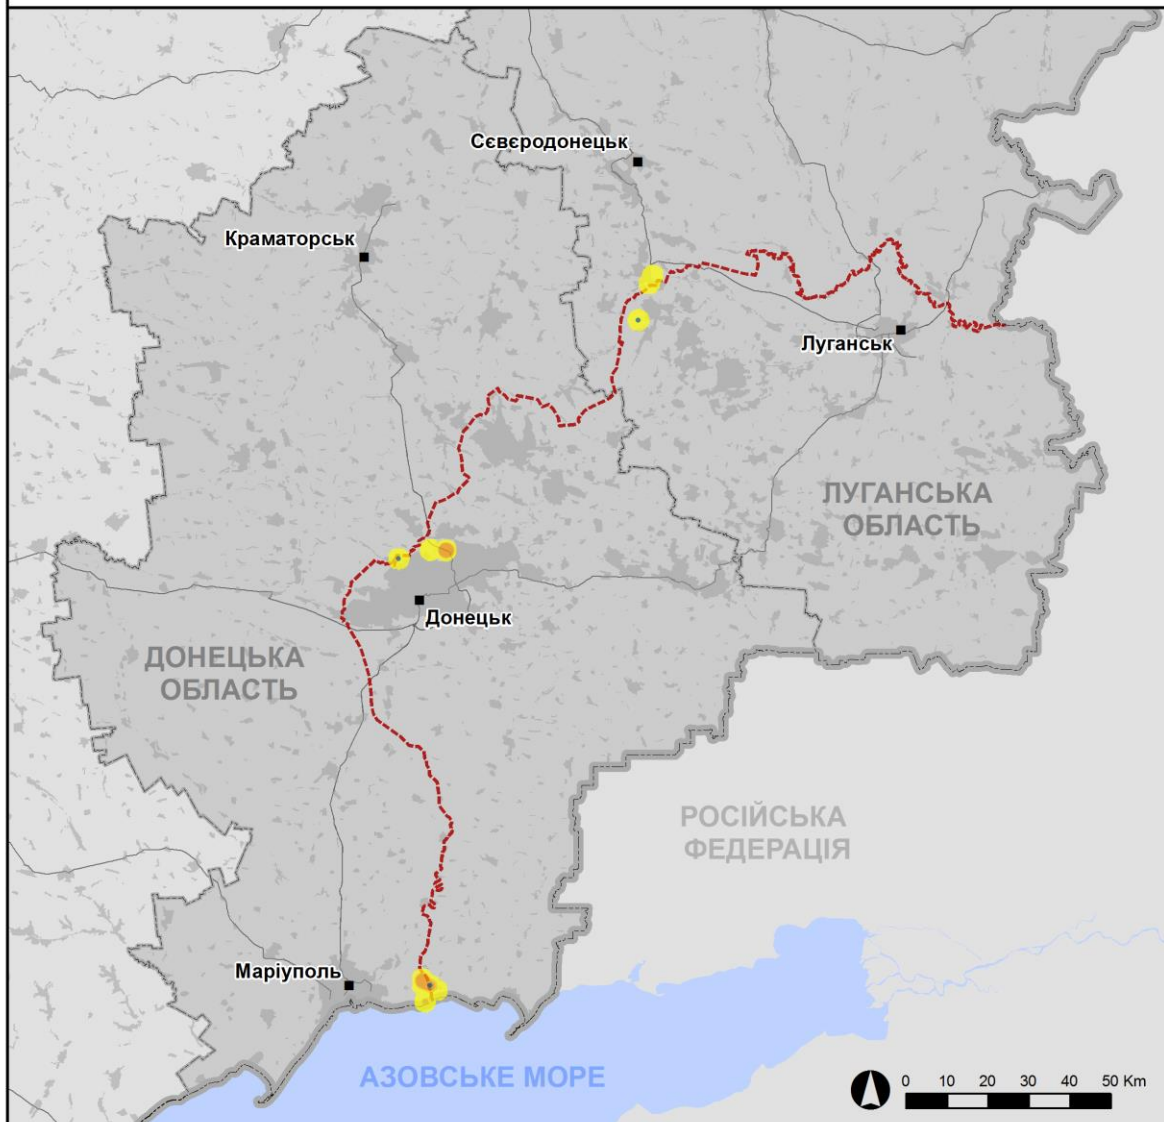 Сєвєродонецьк
Краматорськ
Луганськ
ЛУГАНСЬКА
ОБЛАСТЬ
Донецьк
ДОНЕЦЬКА
ОБЛАСТЬ
РОСІЙСЬКА
ФЕДЕРАЦІЯ
Маріуполь
АЗОВСЬКЕ МОРЕ
0 10 20 30 40 50 Км